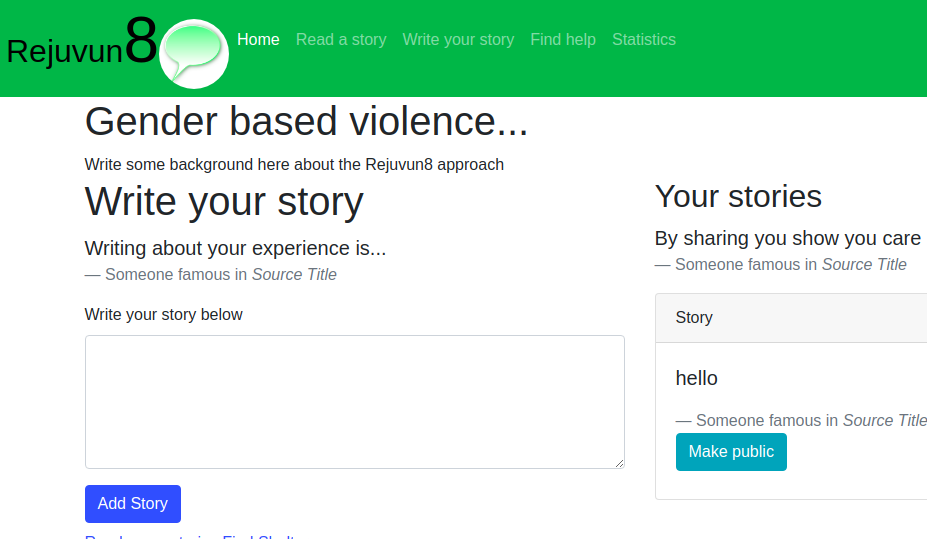 Rejuvun8 Home Read a story Write your story Find help Statistics
Gender based violence...
Write some background here about the Rejuvun8 approach
Write your story
Writing about your experience is...
— Someone famous in Source Title
Write your story below
Add Story
Your stories
By sharing you show you care
— Someone famous in Source Title
Story
hello
— Someone famous in Source Title
Make public